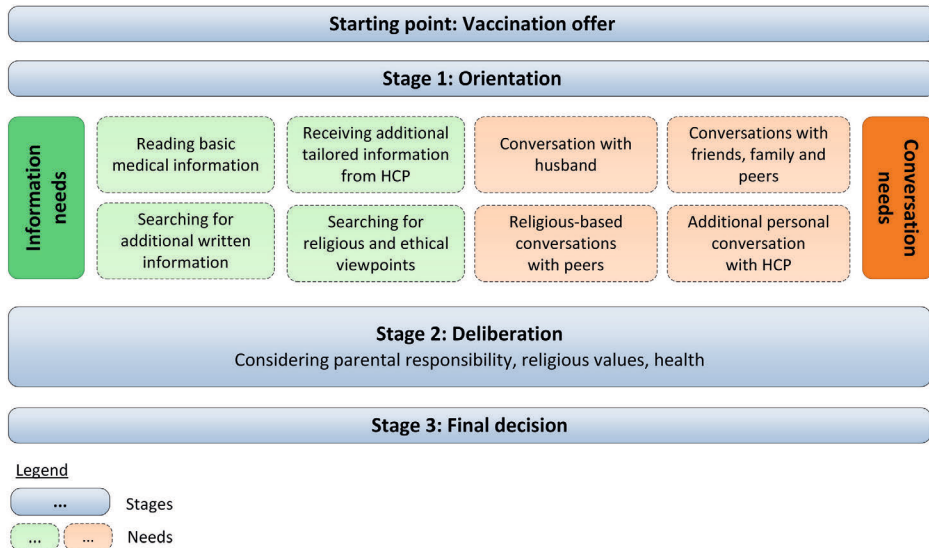 Starting point: Vaccination offer
Stage 1: Orientation
Information
needs
Reading basic
medical information
Receiving additional
tailored information
from HCP
Conversation with
husband
Conversations with
friends, family and
peers
Conversation
needs
Searching for
additional written
information
Searching for
religious and ethical
viewpoints
Religious-based
conversations
with peers
Additional personal
conversation
with HCP
Stage 2: Deliberation
Considering parental responsibility, religious values, health
Stage 3: Final decision
Legend
...
Stages
... ... Needs